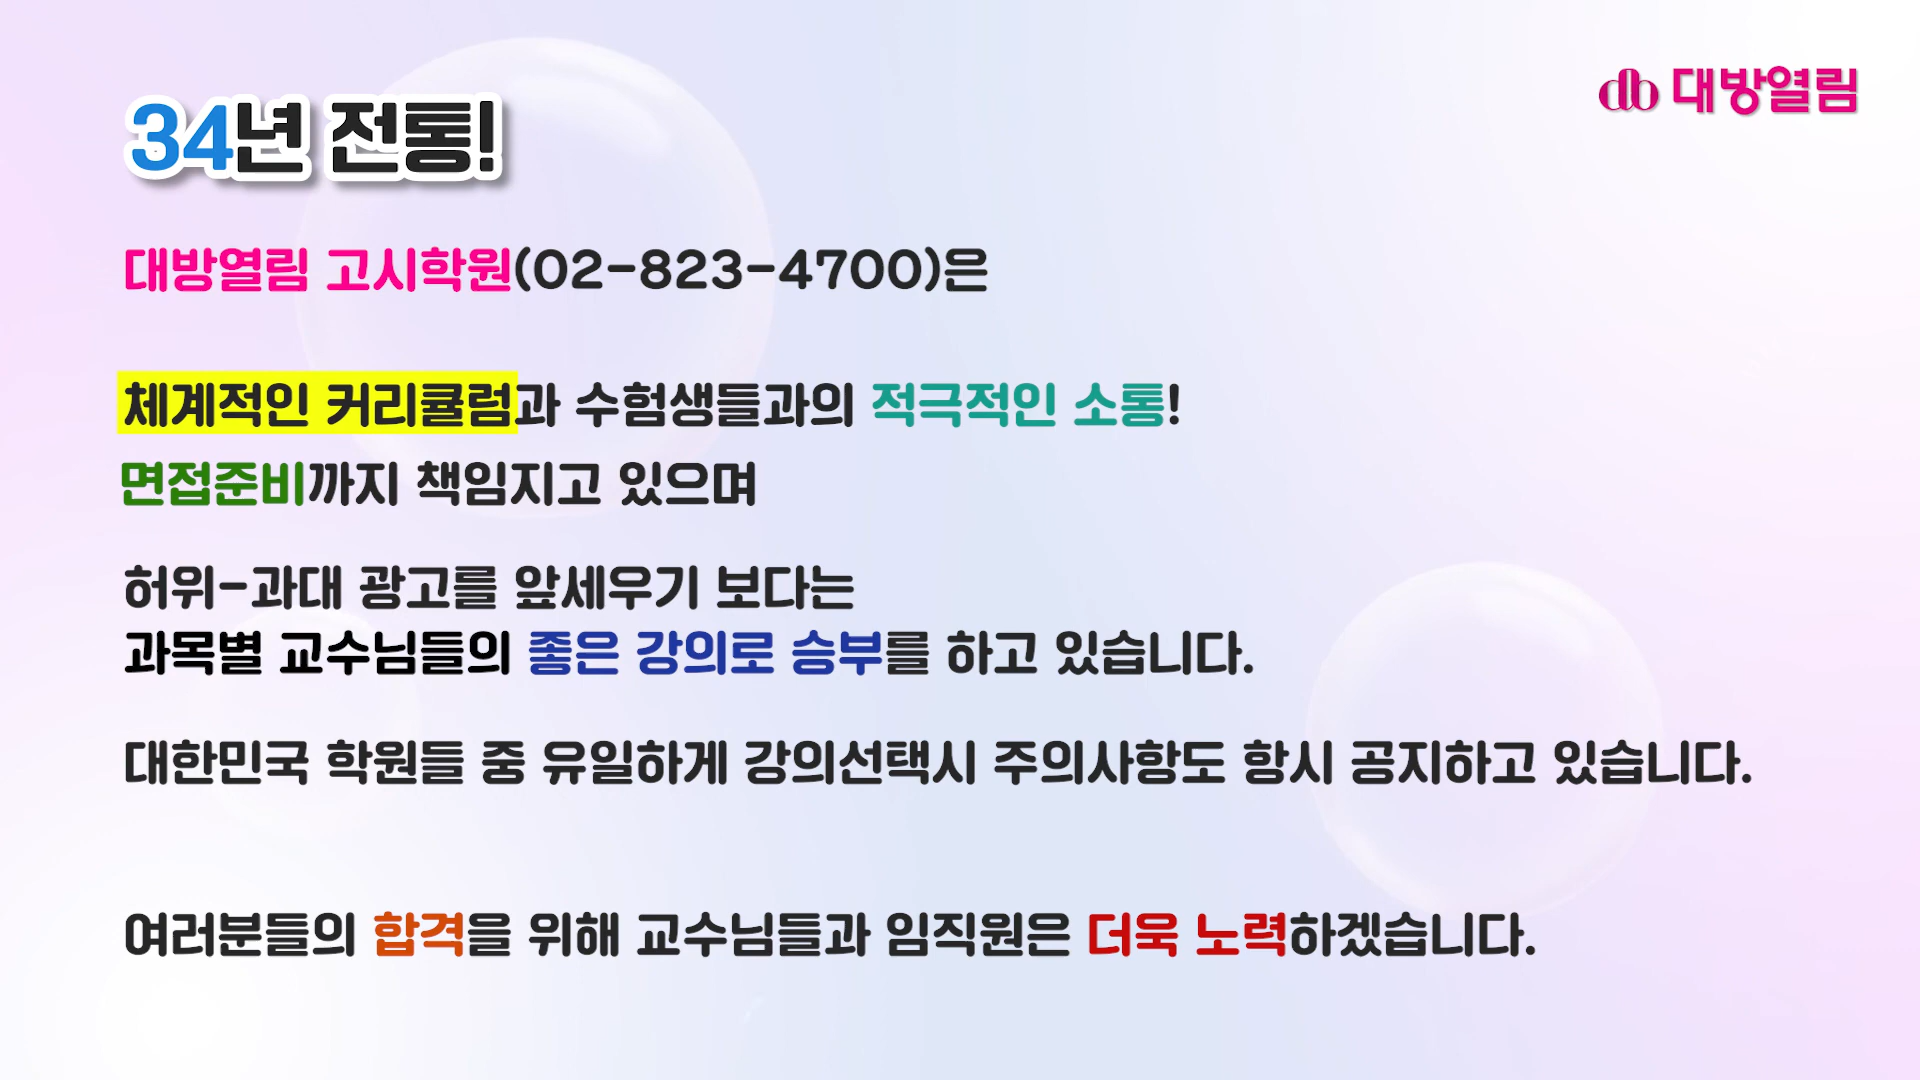 34년 전통!
대방열림
대방열림 고시학원(02-823-4700)은
체계적인 커리큘럼과 수험생들과의 적극적인 소통!
면접준비까지 책임지고 있으며
허위-과대 광고를 앞세우기 보다는
과목별 교수님들의 좋은 강의로 승부를 하고 있습니다.
대한민국 학원들 중 유일하게 강의선택시 주의사항도 항시 공지하고 있습니다.
여러분들의 합격을 위해 교수님들과 임직원은 더욱 노력하겠습니다.